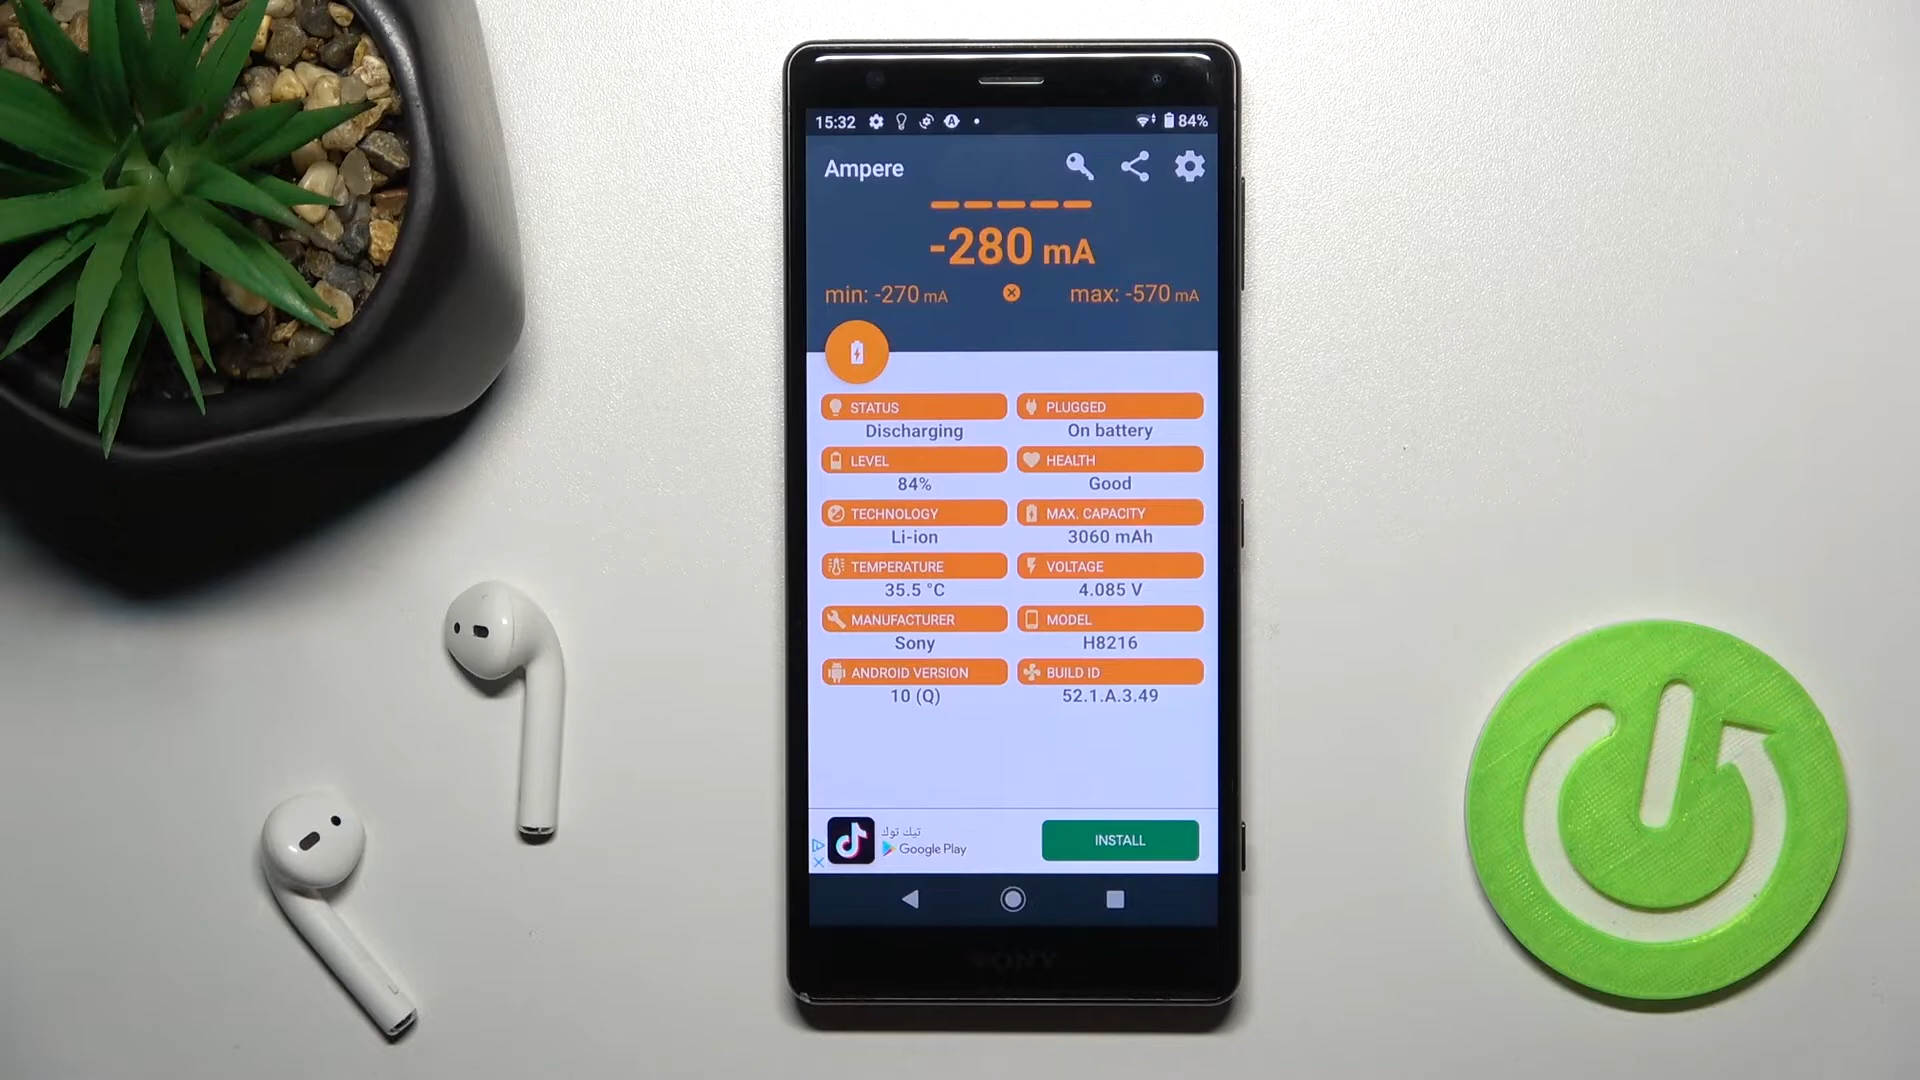 15:32 84%
Ampere
-280 mA
min: -270 mA max: -570 mA
STATUS PLUGGED
Discharging On battery
LEVEL HEALTH
84% Good
TECHNOLOGY MAX. CAPACITY
Li-ion 3060 mAh
TEMPERATURE VOLTAGE
35.5 °C 4.085 V
MANUFACTURER MODEL
Sony H8216
ANDROID VERSION BUILD ID
10 (Q) 52.1.A.3.49
تيك توك
Google Play
INSTALL
SONY